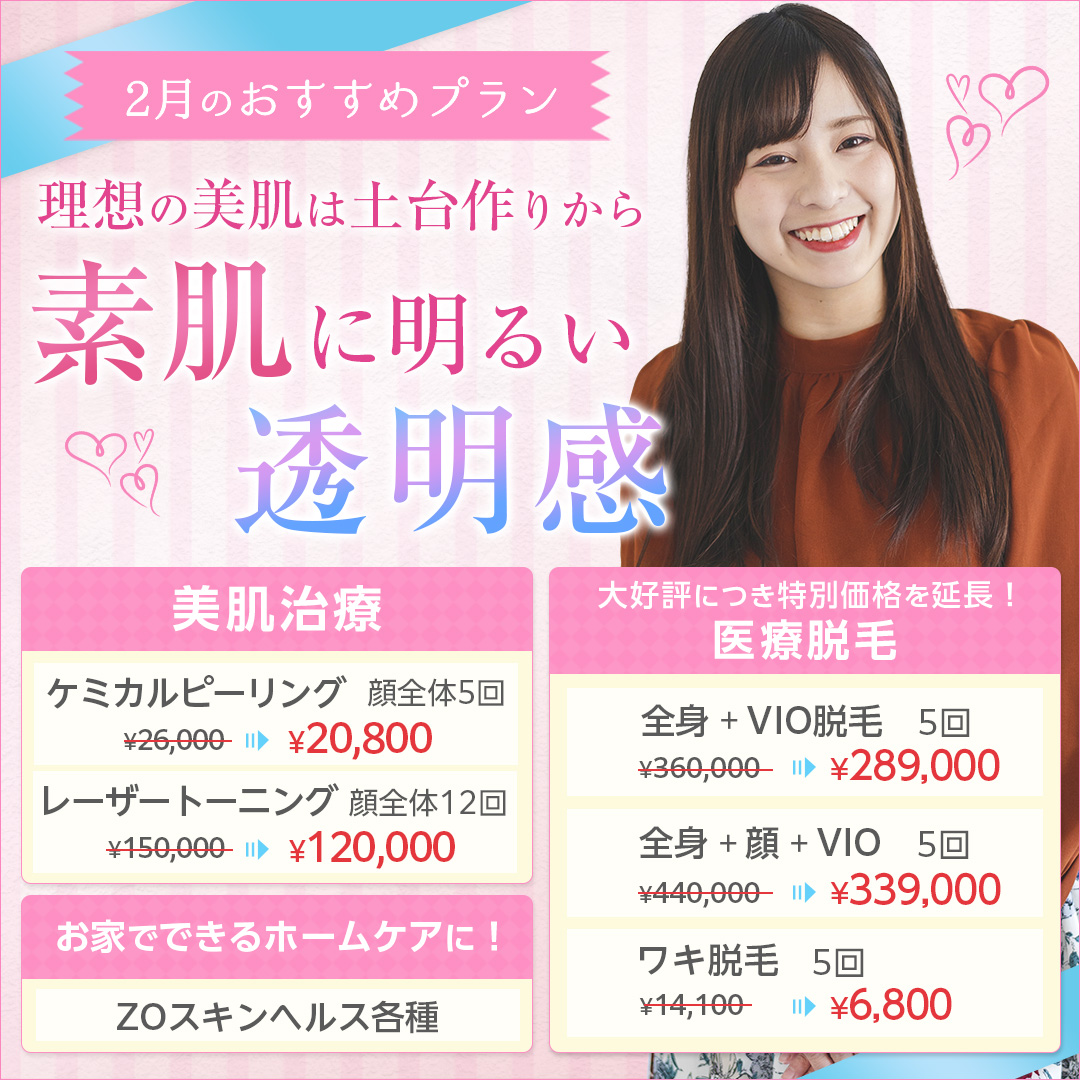 2月のおすすめプラン
理想の美肌は土台作りから
素肌に明るい
透明感
美肌治療
ケミカルピーリング 顔全体5回
¥26,000 ¥20,800
レーザートーニング 顔全体12回
¥150,000 ¥120,000
お家でできるホームケアに！
ZOスキンヘルス各種
大好評につき特別価格を延長！
医療脱毛
全身+VIO脱毛 5回
¥360,000 ¥289,000
全身+顔+VIO 5回
¥440,000 ¥339,000
ワキ脱毛 5回
¥14,100 ¥6,800